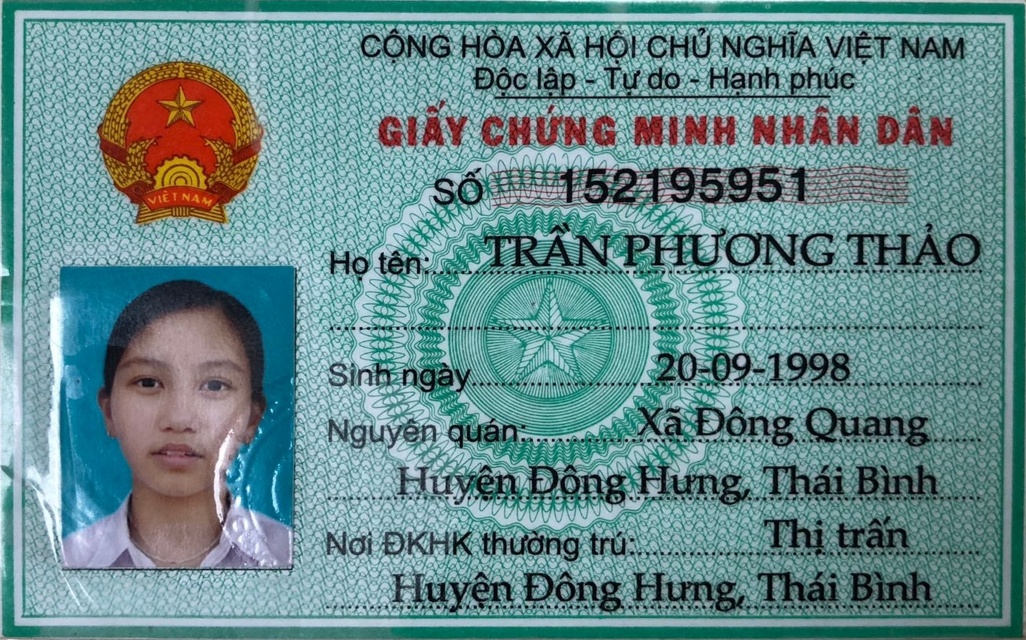 CỘNG HÒA XÃ HỘI CHỦ NGHĨA VIỆT NAM
Độc lập - Tự do - Hạnh phúc
GIẤY CHỨNG MINH NHÂN DÂN
VIỆT NAM
SỐ 152195951
Họ tên: TRẦN PHƯƠNG THẢO
Sinh ngày 20-09-1998
Nguyên quán: Xã Đông Quang
Huyện Đông Hưng, Thái Bình
Nơi ĐKHK thường trú: Thị trấn
Huyện Đông Hưng, Thái Bình